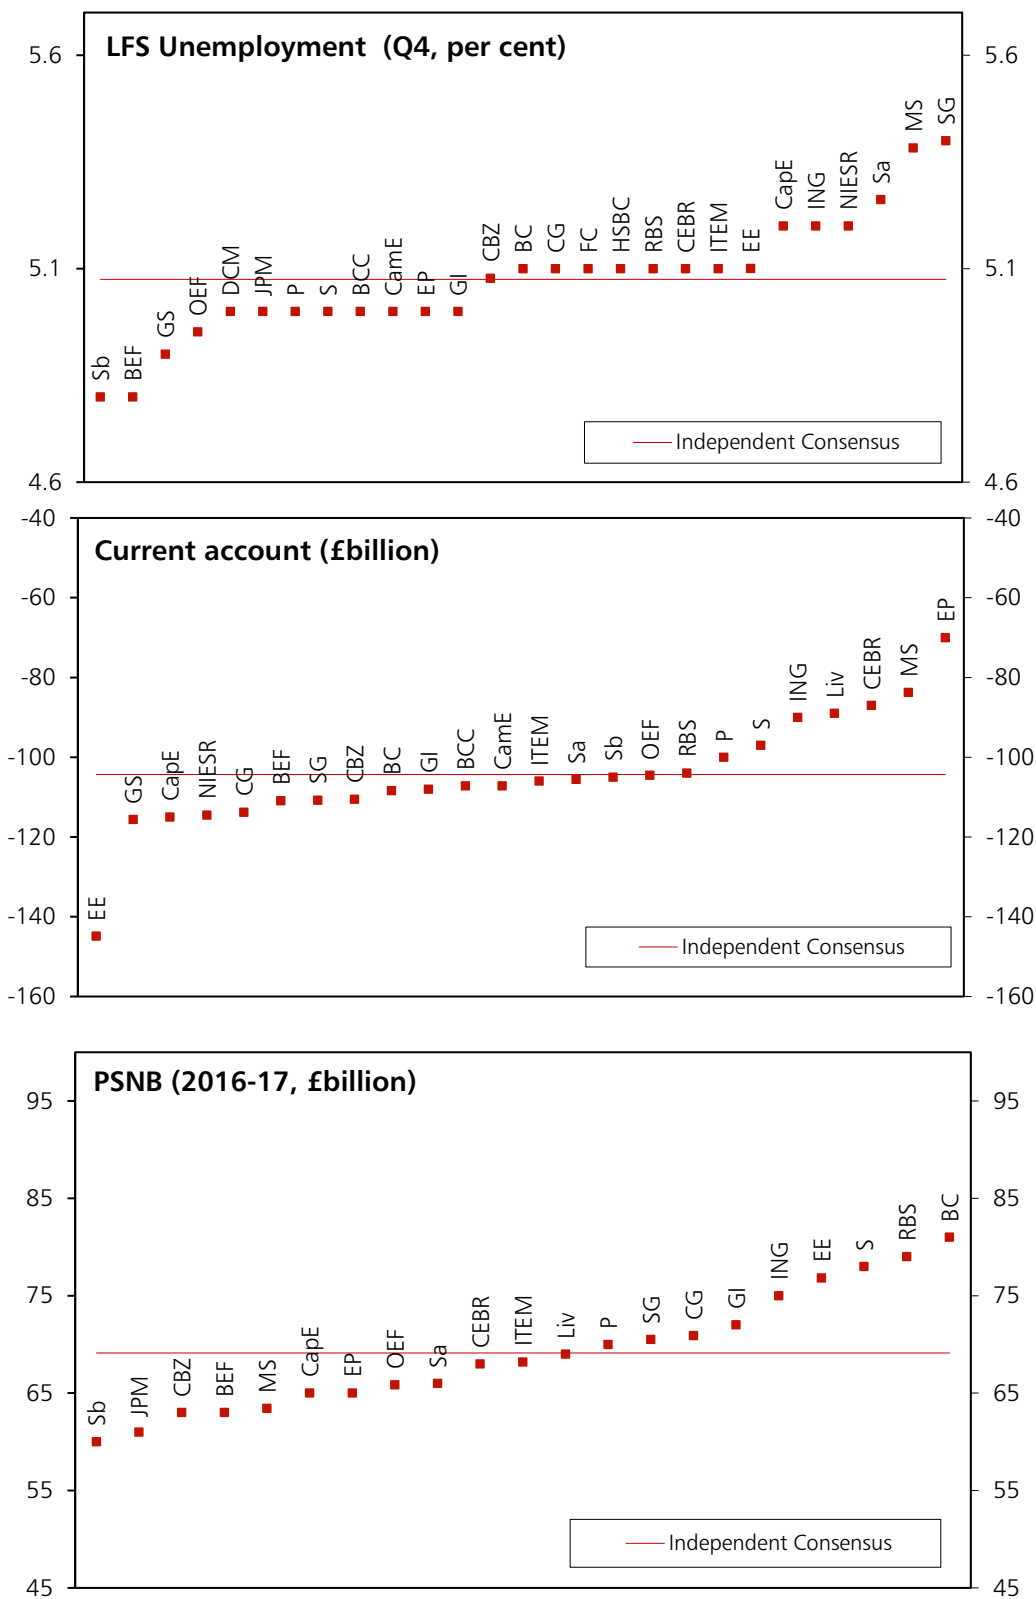 LFS Unemployment (Q4, per cent)
5.6 5.6
5.1 5.1
4.6 4.6
Sb BEF GS OEF DCM JPM P S BCC CamE EP GI CBZ BC CG FC HSBC RBS CEBR ITEM EE CapE ING NIESR Sa MS SG
Independent Consensus
Current account (£billion)
-40 -40
-60 -60
-80 -80
-100 -100
-120 -120
-140 -140
-160 -160
EE GS CapE NIESR CG BEF SG CBZ BC GI BCC CamE ITEM Sa Sb OEF RBS P S ING Liv CEBR MS EP
Independent Consensus
PSNB (2016-17, £billion)
95 95
85 85
75 75
65 65
55 55
45 45
Sb JPM CBZ BEF MS CapE EP OEF Sa CEBR ITEM Liv P SG CG GI ING EE S RBS BC
Independent Consensus